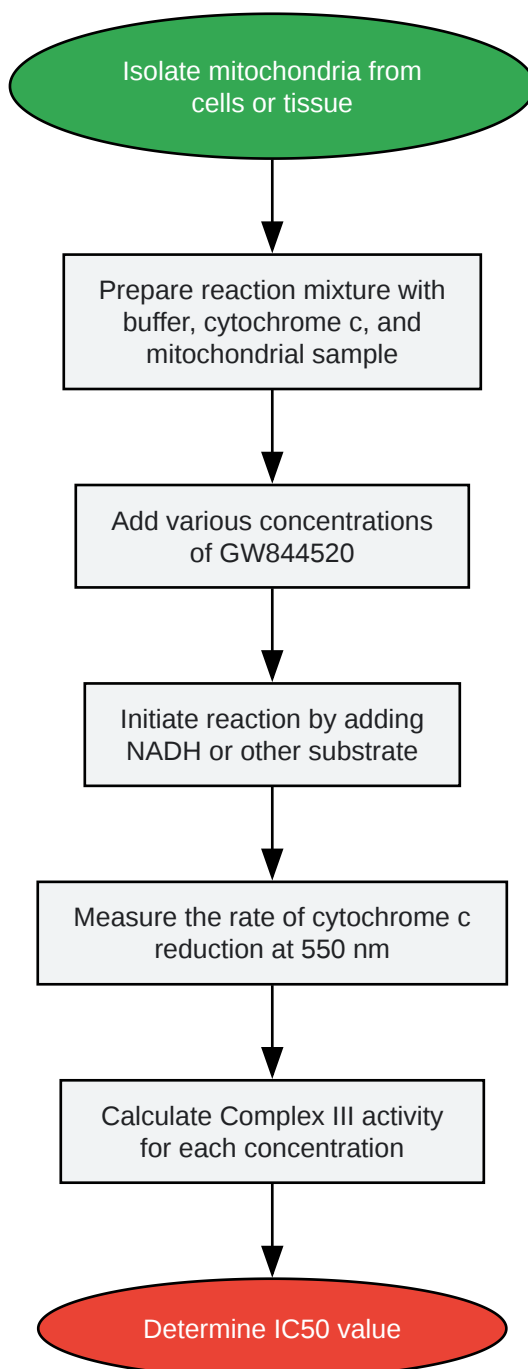 Isolate mitochondria from
cells or tissue
Prepare reaction mixture with
buffer, cytochrome c, and
mitochondrial sample
Add various concentrations
of GW844520
Initiate reaction by adding
NADH or other substrate
Measure the rate of cytochrome c
reduction at 550 nm
Calculate Complex III activity
for each concentration
Determine IC50 value